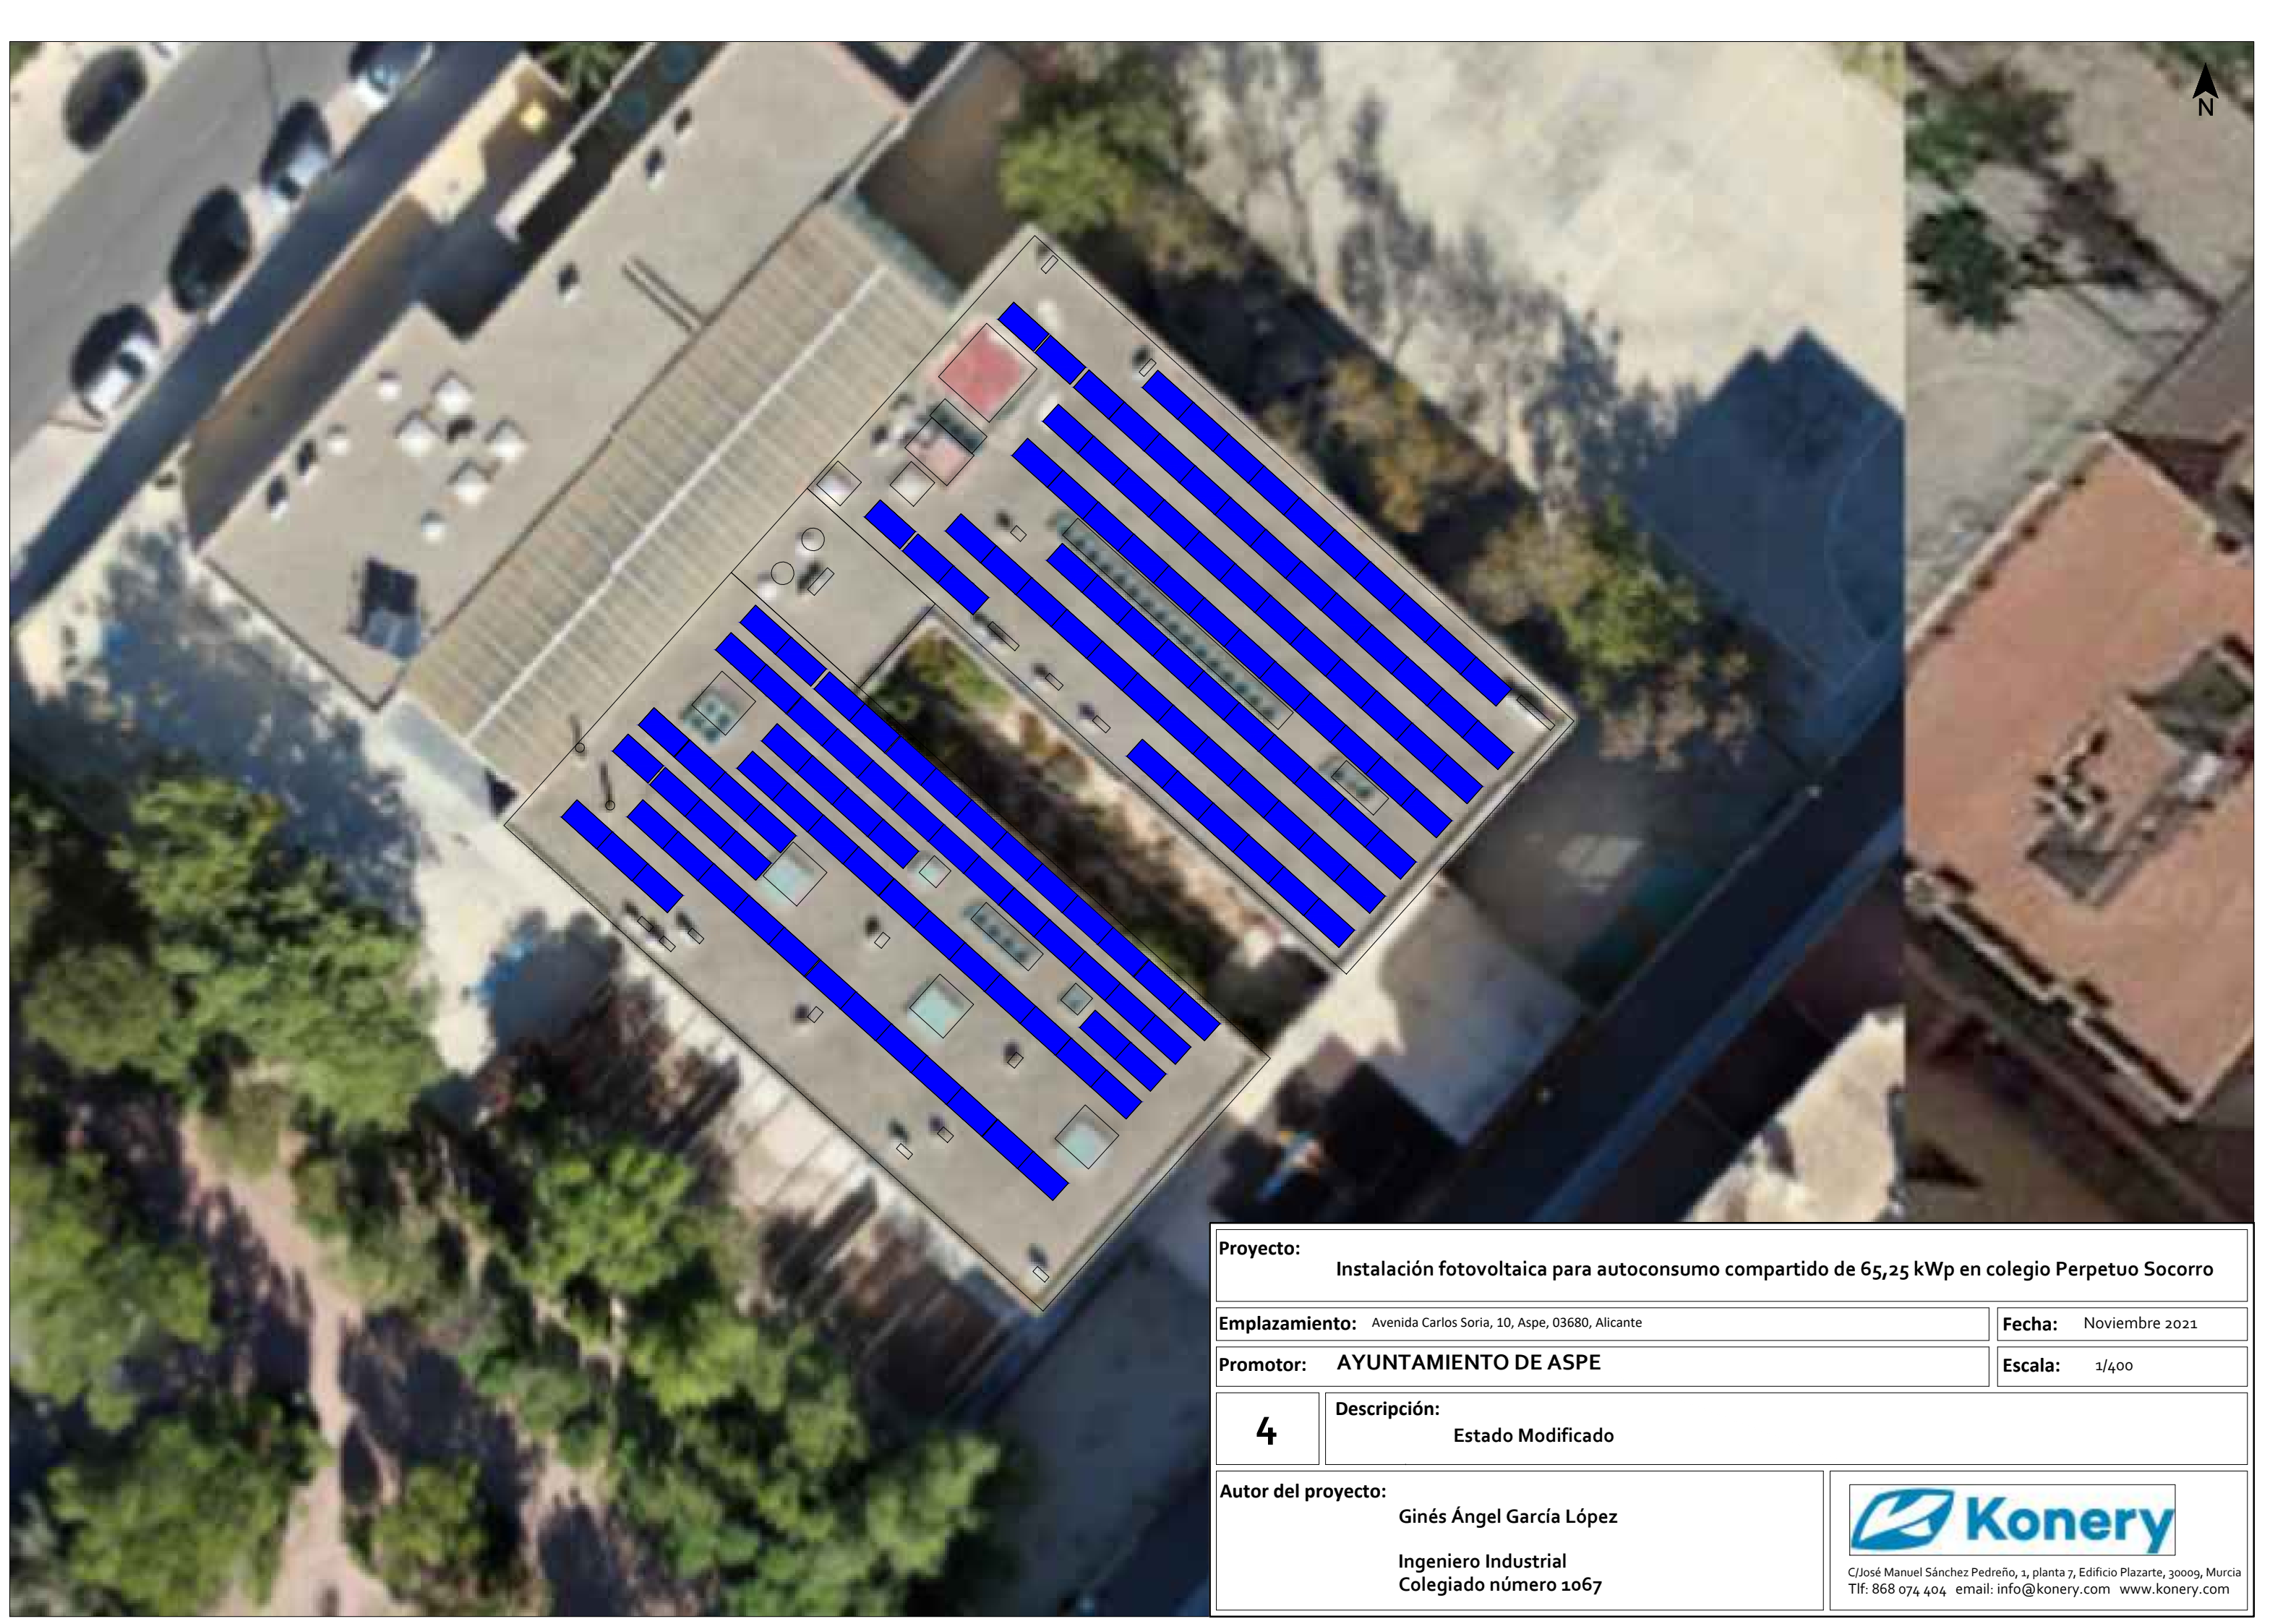 N
Proyecto:
Instalación fotovoltaica para autoconsumo compartido de 65,25 kWp en colegio Perpetuo Socorro
Emplazamiento: Avenida Carlos Soria, 10, Aspe, 03680, Alicante
Fecha: Noviembre 2021
Promotor: AYUNTAMIENTO DE ASPE
Escala: 1/400
4
Descripción:
Estado Modificado
Autor del proyecto:
Ginés Ángel García López
Ingeniero Industrial
Colegiado número 1067
Konery
C/José Manuel Sánchez Pedreño, 1, planta 7, Edificio Plazarte, 30009, Murcia
Tlf: 868 074 404 email: info@konery.com www.konery.com